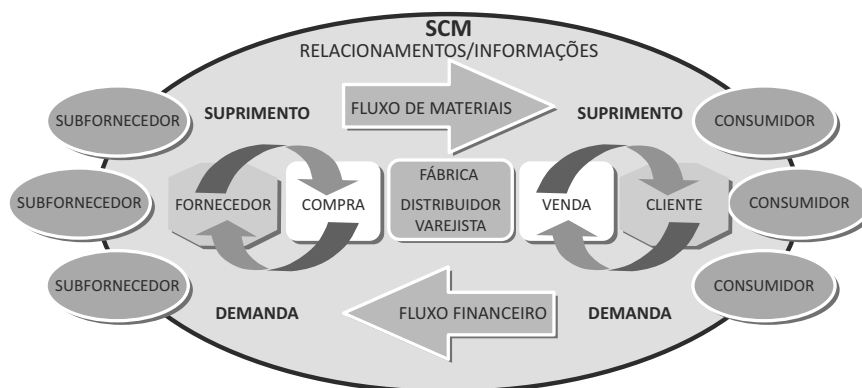 SCM
RELACIONAMENTOS/INFORMAÇÕES
SUPRIMENTO
FLUXO DE MATERIAIS
SUPRIMENTO
SUBFORNECEDOR
CONSUMIDOR
SUBFORNECEDOR
FORNECEDOR
COMPRA
FÁBRICA
DISTRIBUIDOR
VAREJISTA
VENDA
CLIENTE
CONSUMIDOR
SUBFORNECEDOR
CONSUMIDOR
DEMANDA
FLUXO FINANCEIRO
DEMANDA